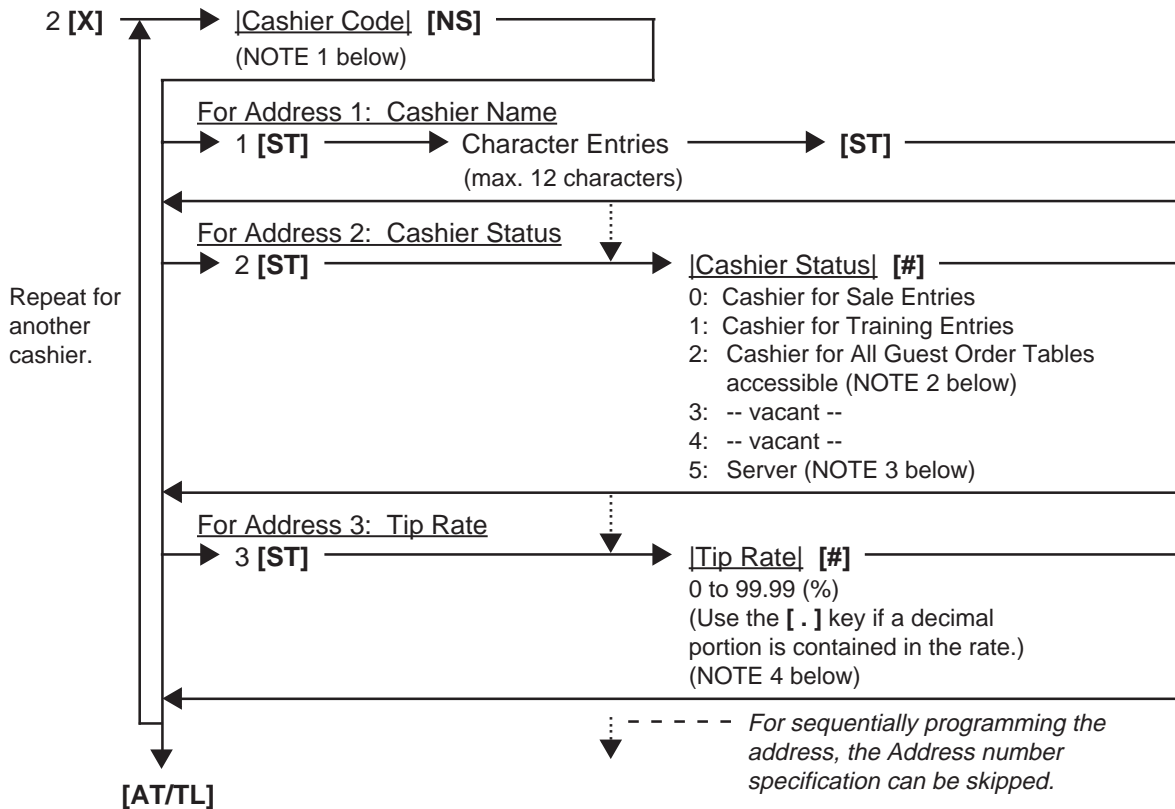 2 [X] |Cashier Code| [NS]
(NOTE 1 below)
For Address 1: Cashier Name
1 [ST] Character Entries [ST]
(max. 12 characters)
For Address 2: Cashier Status
2 [ST] |Cashier Status| [#]
0: Cashier for Sale Entries
1: Cashier for Training Entries
2: Cashier for All Guest Order Tables
accessible (NOTE 2 below)
3: -- vacant --
4: -- vacant --
5: Server (NOTE 3 below)
Repeat for
another
cashier.
For Address 3: Tip Rate
3 [ST] |Tip Rate| [#]
0 to 99.99 (%)
(Use the [ . ] key if a decimal
portion is contained in the rate.)
(NOTE 4 below)
For sequentially programming the
address, the Address number
specification can be skipped.
[AT/TL]